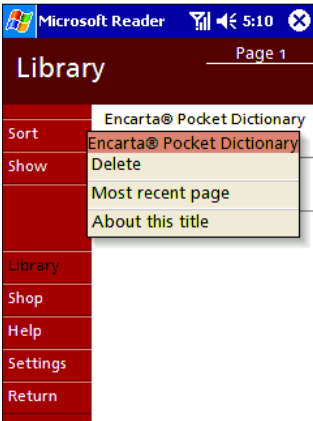 Microsoft Reader 5:10
Library
Page 1
Encarta® Pocket Dictionary
Sort
Encarta® Pocket Dictionary
Show
Delete
Most recent page
About this title
Library
Shop
Help
Settings
Return